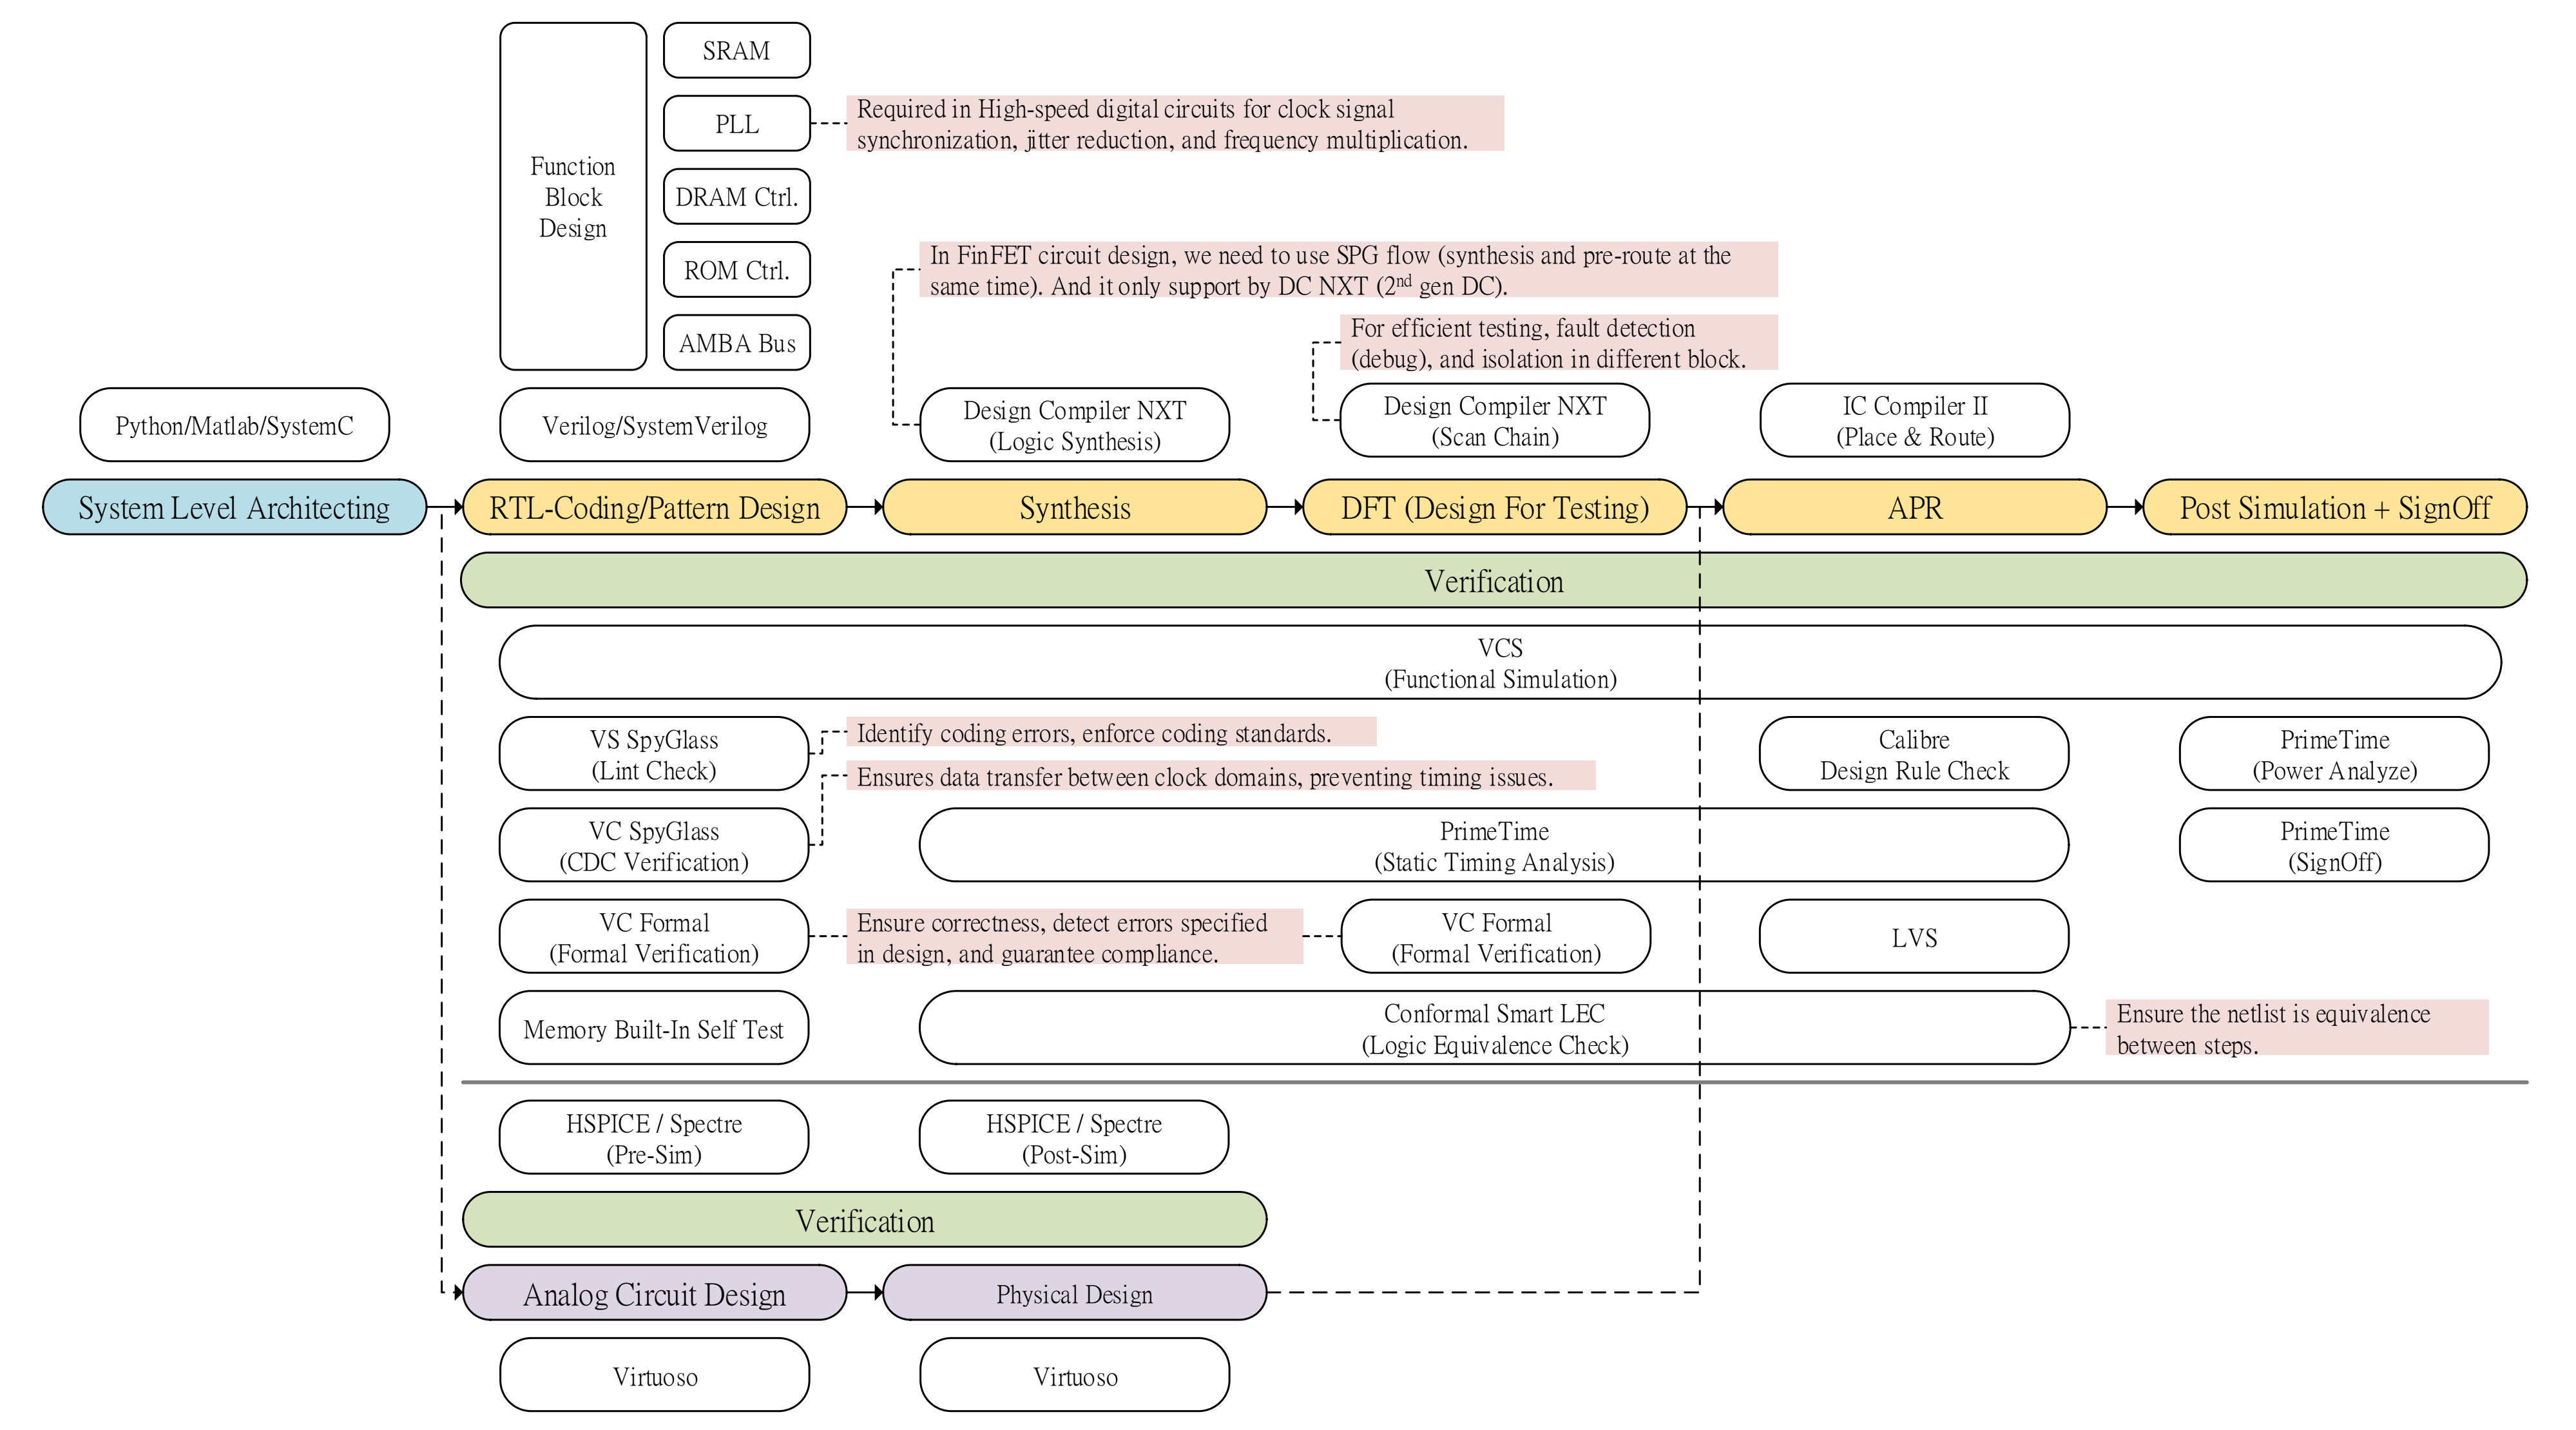 SRAM
PLL
Required in High-speed digital circuits for clock signal
synchronization, jitter reduction, and frequency multiplication.
Function
Block
Design
DRAM Ctrl.
ROM Ctrl.
AMBA Bus
In FinFET circuit design, we need to use SPG flow (synthesis and pre-route at the
same time). And it only support by DC NXT (2nd gen DC).
For efficient testing, fault detection
(debug), and isolation in different block.
Python/Matlab/SystemC
Verilog/SystemVerilog
Design Compiler NXT
(Logic Synthesis)
Design Compiler NXT
(Scan Chain)
IC Compiler II
(Place & Route)
System Level Architecting
RTL-Coding/Pattern Design
Synthesis
DFT (Design For Testing)
APR
Post Simulation + SignOff
Verification
VCS
(Functional Simulation)
VS SpyGlass
(Lint Check)
Identify coding errors, enforce coding standards.
Ensures data transfer between clock domains, preventing timing issues.
Calibre
Design Rule Check
PrimeTime
(Power Analyze)
VC SpyGlass
(CDC Verification)
PrimeTime
(Static Timing Analysis)
PrimeTime
(SignOff)
VC Formal
(Formal Verification)
Ensure correctness, detect errors specified
in design, and guarantee compliance.
VC Formal
(Formal Verification)
LVS
Memory Built-In Self Test
Conformal Smart LEC
(Logic Equivalence Check)
Ensure the netlist is equivalence
between steps.
HSPICE / Spectre
(Pre-Sim)
HSPICE / Spectre
(Post-Sim)
Verification
Analog Circuit Design
Physical Design
Virtuoso
Virtuoso